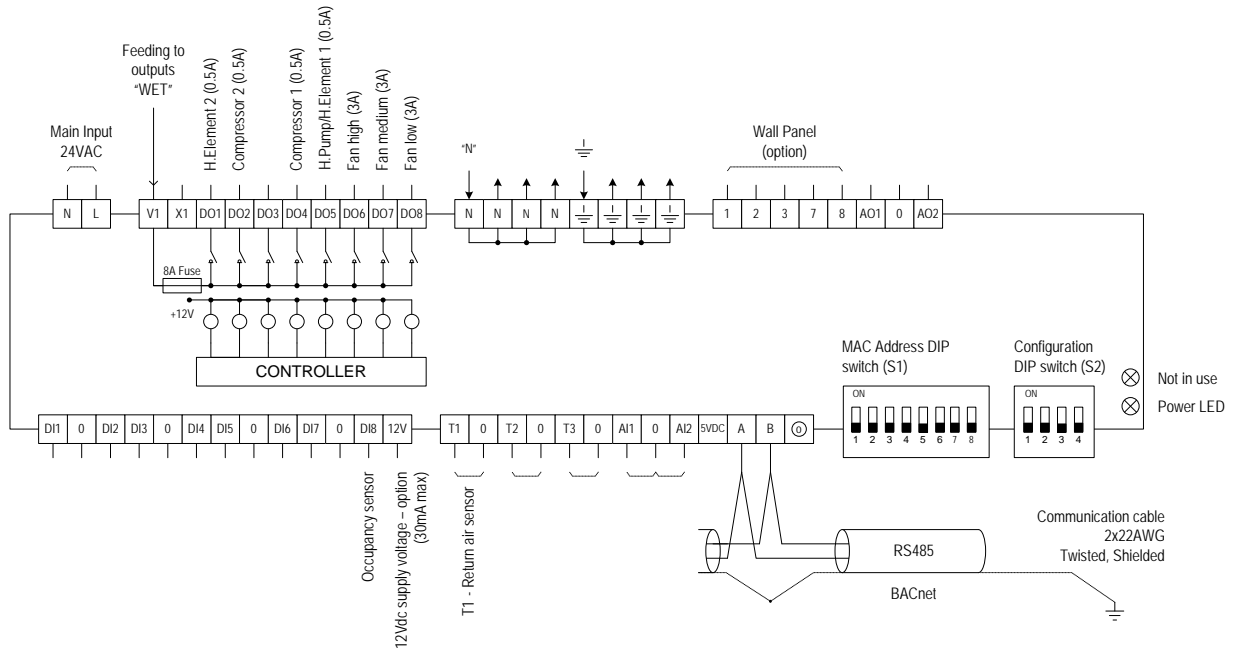 Feeding to
outputs
"WET"
H.Element 2 (0.5A)
Compressor 2 (0.5A)
Compressor 1 (0.5A)
H.Pump/H.Element 1 (0.5A)
Fan high (3A)
Fan medium (3A)
Fan low (3A)
Main Input
24VAC
"N"
Wall Panel
(option)
N L V1 X1 DO1 DO2 DO3 DO4 DO5 DO6 DO7 DO8 N N N N 1 2 3 7 8 AO1 0 AO2
8A Fuse
+12V
CONTROLLER
MAC Address DIP
switch (S1)
ON
1 2 3 4 5 6 7 8
Configuration
DIP switch (S2)
ON
1 2 3 4
Not in use
Power LED
DI1 0 DI2 DI3 0 DI4 DI5 0 DI6 DI7 0 DI8 12V T1 0 T2 0 T3 0 AI1 0 AI2 5VDC A B 0
Occupancy sensor
12Vdc supply voltage – option
(30mA max)
T1 - Return air sensor
RS485
BACnet
Communication cable
2x22AWG
Twisted, Shielded